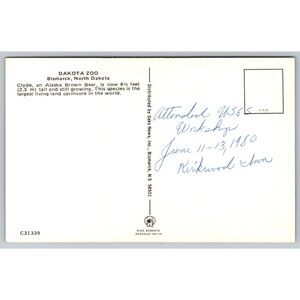 DAKOTA ZOO
Bismarck, North Dakota
Clyde, an Alaska Brown Bear, is now 8½ feet
(2.5 m) tall and still growing. This species is the
largest living land carnivore in the world.
Distributed by Saks News, Inc., Bismarck, N D 58501
Attended USGS
Workshop
June 11-13, 1980
Kirkwood Inn
C31339